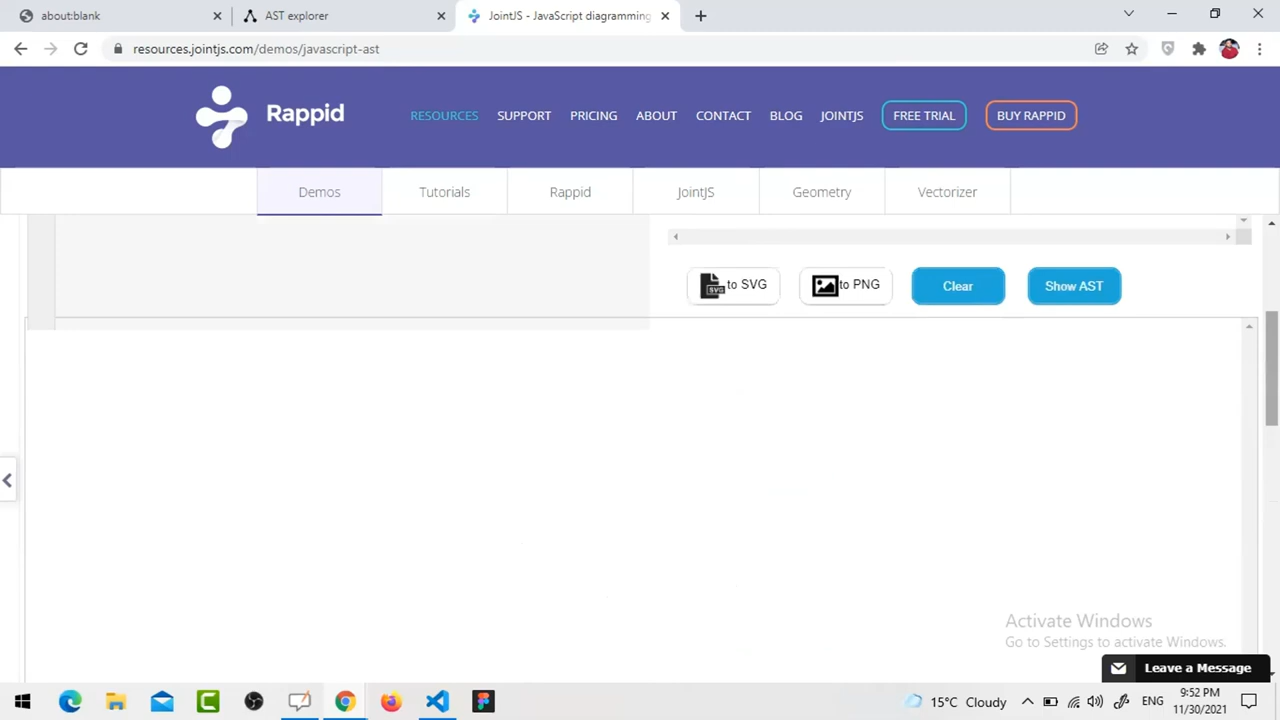 about:blank
AST explorer
JointJS - JavaScript diagramming
resources.jointjs.com/demos/javascript-ast
Rappid
RESOURCES
SUPPORT
PRICING
ABOUT
CONTACT
BLOG
JOINTJS
FREE TRIAL
BUY RAPPID
Demos
Tutorials
Rappid
JointJS
Geometry
Vectorizer
SVG
to SVG
to PNG
Clear
Show AST
Activate Windows
Go to Settings to activate Windows.
Leave a Message
15°C Cloudy
ENG
9:52 PM
11/30/2021